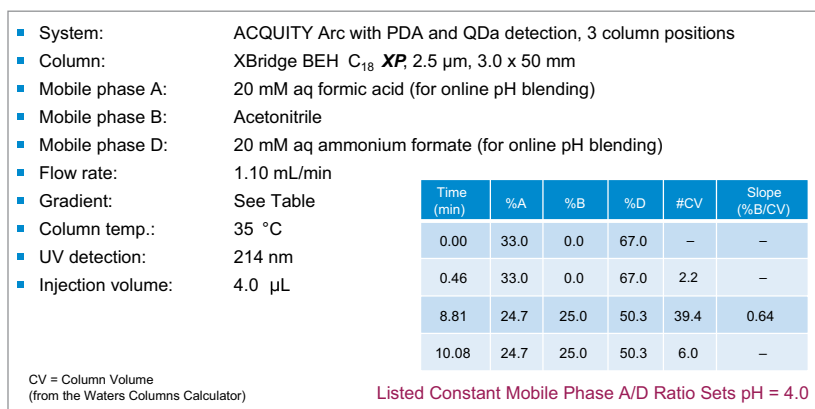 System: ACQUITY Arc with PDA and QDa detection, 3 column positions
Column: XBridge BEH C18 XP, 2.5 µm, 3.0 x 50 mm
Mobile phase A: 20 mM aq formic acid (for online pH blending)
Mobile phase B: Acetonitrile
Mobile phase D: 20 mM aq ammonium formate (for online pH blending)
Flow rate: 1.10 mL/min
Gradient: See Table
Column temp.: 35 °C
UV detection: 214 nm
Injection volume: 4.0 µL
Time (min) %A %B %D #CV Slope (%B/CV)
0.00 33.0 0.0 67.0 – –
0.46 33.0 0.0 67.0 2.2 –
8.81 24.7 25.0 50.3 39.4 0.64
10.08 24.7 25.0 50.3 6.0 –
CV = Column Volume
(from the Waters Columns Calculator)
Listed Constant Mobile Phase A/D Ratio Sets pH = 4.0